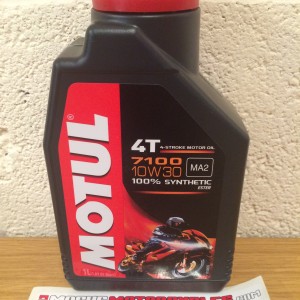 MOTUL
4T 4-STROKE MOTOR OIL
7100
10W30 MA2
100% SYNTHETIC
ESTER